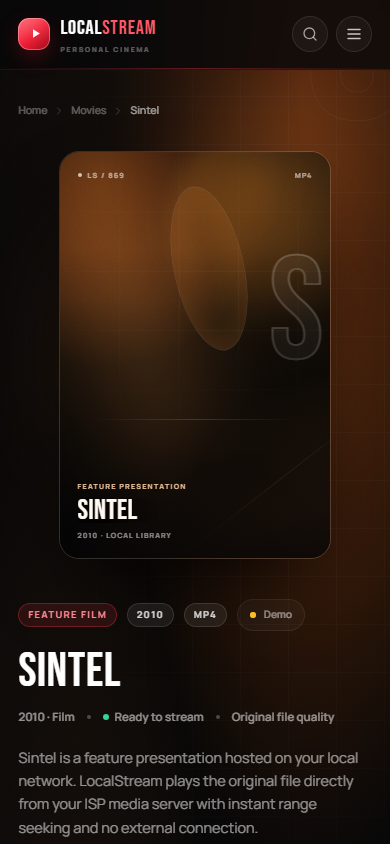 LOCALSTREAM
PERSONAL CINEMA
Home > Movies > Sintel
• LS / 869 MP4
S
FEATURE PRESENTATION
SINTEL
2010 · LOCAL LIBRARY
FEATURE FILM 2010 MP4 • Demo
SINTEL
2010 · Film • Ready to stream • Original file quality
Sintel is a feature presentation hosted on your local
network. LocalStream plays the original file directly
from your ISP media server with instant range
seeking and no external connection.